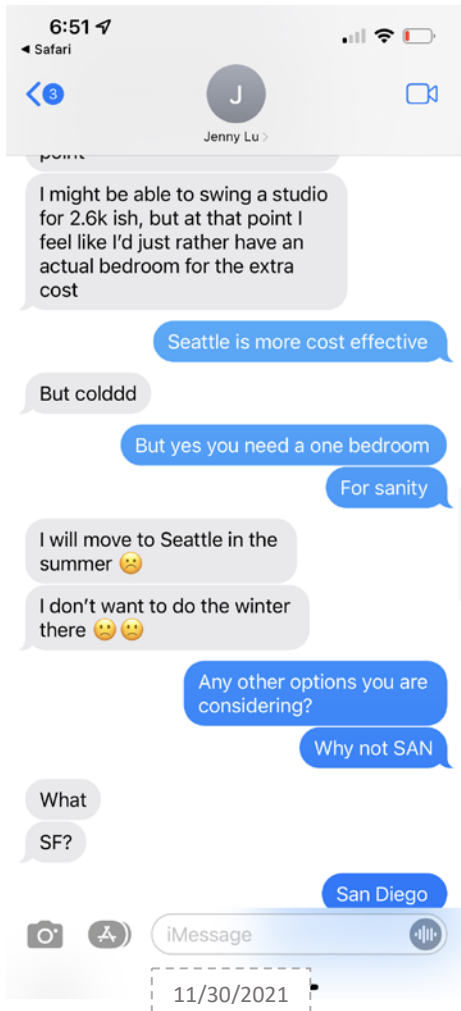 6:51
◀ Safari
3
J
Jenny Lu >
point
I might be able to swing a studio
for 2.6k ish, but at that point I
feel like I'd just rather have an
actual bedroom for the extra
cost
Seattle is more cost effective
But colddd
But yes you need a one bedroom
For sanity
I will move to Seattle in the
summer 🙁
I don't want to do the winter
there 🙁🙁
Any other options you are
considering?
Why not SAN
What
SF?
San Diego
iMessage
11/30/2021